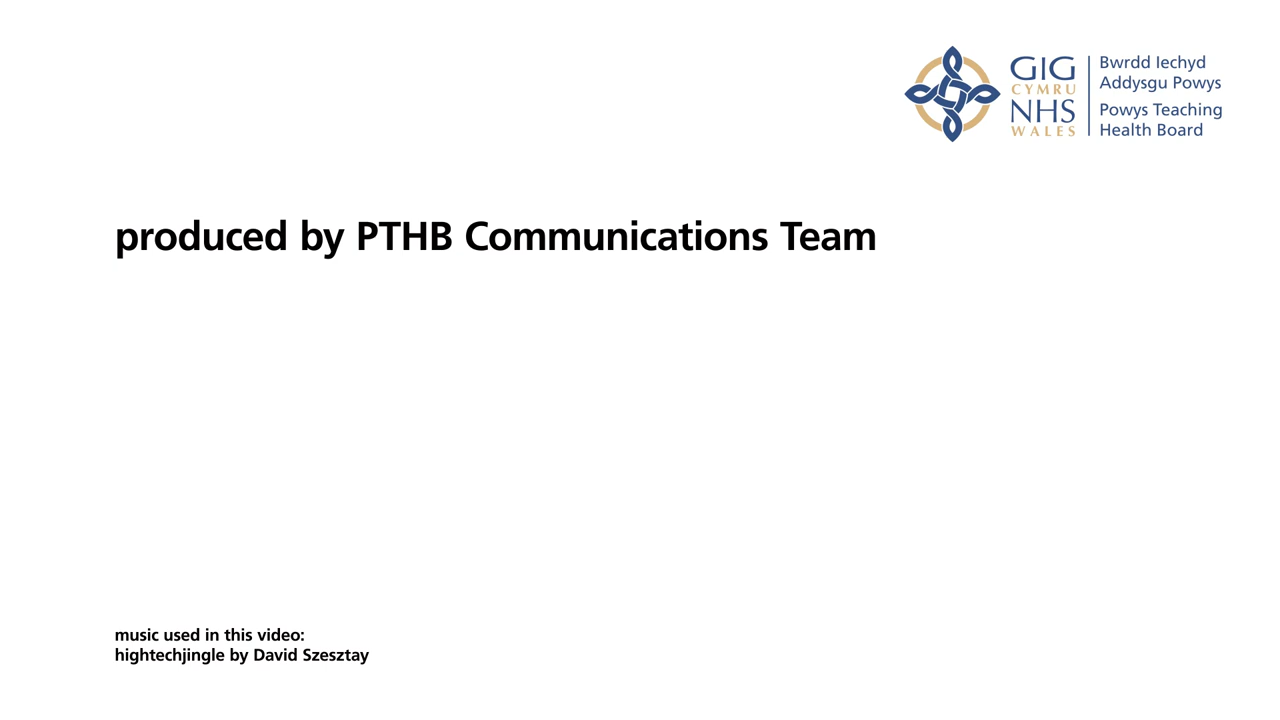 GIG
CYMRU
NHS
WALES
Bwrdd Iechyd
Addysgu Powys
Powys Teaching
Health Board
produced by PTHB Communications Team
music used in this video:
hightechjingle by David Szesztay